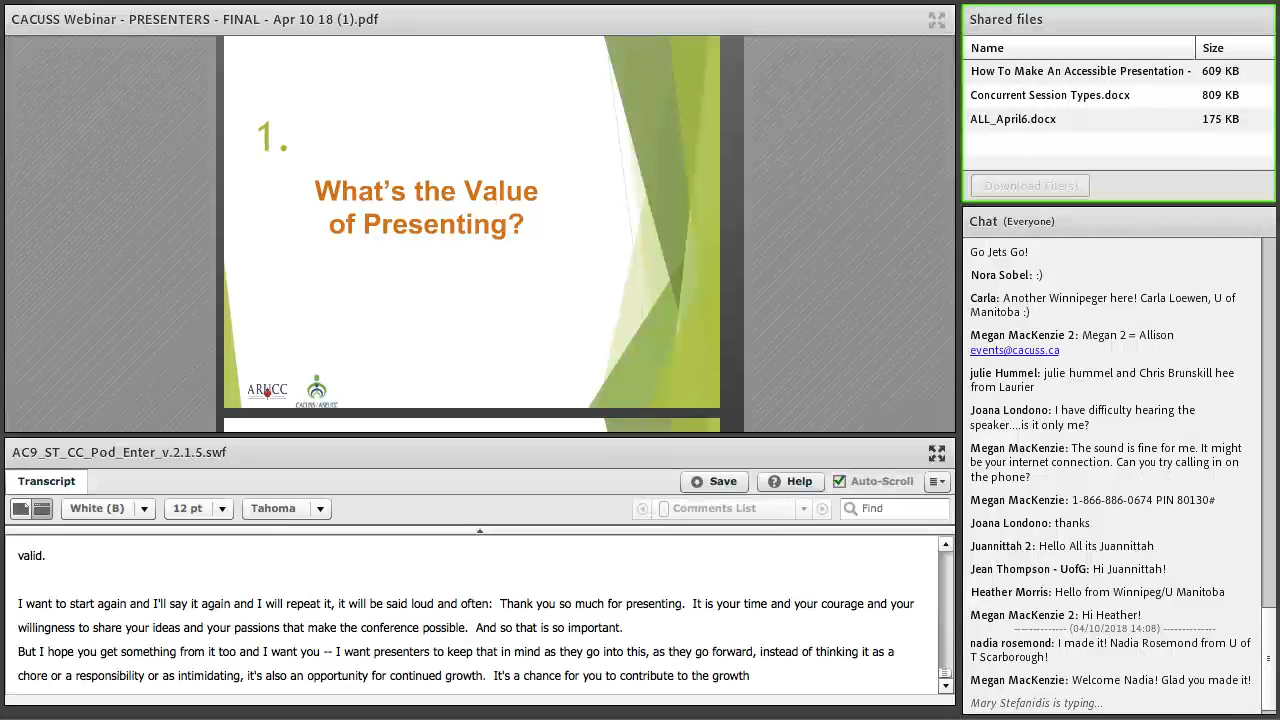 CACUSS Webinar - PRESENTERS - FINAL - Apr 10 18 (1).pdf
1.
What's the Value
of Presenting?
ARUCC
CACUSS / ASEUCC
AC9_ST_CC_Pod_Enter_v.2.1.5.swf
Transcript
Save
Help
Auto-Scroll
White (B)
12 pt
Tahoma
Comments List
Find
valid.
I want to start again and I'll say it again and I will repeat it, it will be said loud and often:  Thank you so much for presenting.  It is your time and your courage and your
willingness to share your ideas and your passions that make the conference possible.  And so that is so important.
But I hope you get something from it too and I want you -- I want presenters to keep that in mind as they go into this, as they go forward, instead of thinking it as a
chore or a responsibility or as intimidating, it's also an opportunity for continued growth.  It's a chance for you to contribute to the growth
Shared files
Name Size
How To Make An Accessible Presentation - 609 KB
Concurrent Session Types.docx 809 KB
ALL_April6.docx 175 KB
Download File(s)
Chat (Everyone)
Go Jets Go!
Nora Sobel: :)
Carla: Another Winnipeger here! Carla Loewen, U of
Manitoba :)
Megan MacKenzie 2: Megan 2 = Allison
events@cacuss.ca
julie Hummel: julie hummel and Chris Brunskill hee
from Laurier
Joana Londono: I have difficulty hearing the
speaker....is it only me?
Megan MacKenzie: The sound is fine for me. It might
be your internet connection. Can you try calling in on
the phone?
Megan MacKenzie: 1-866-886-0674 PIN 80130#
Joana Londono: thanks
Juannittah 2: Hello All its Juannittah
Jean Thompson - UofG: Hi Juannittah!
Heather Morris: Hello from Winnipeg/U Manitoba
Megan MacKenzie 2: Hi Heather!
-------------- (04/10/2018 14:08) --------------
nadia rosemond: I made it! Nadia Rosemond from U of
T Scarborough!
Megan MacKenzie: Welcome Nadia! Glad you made it!
Mary Stefanidis is typing...